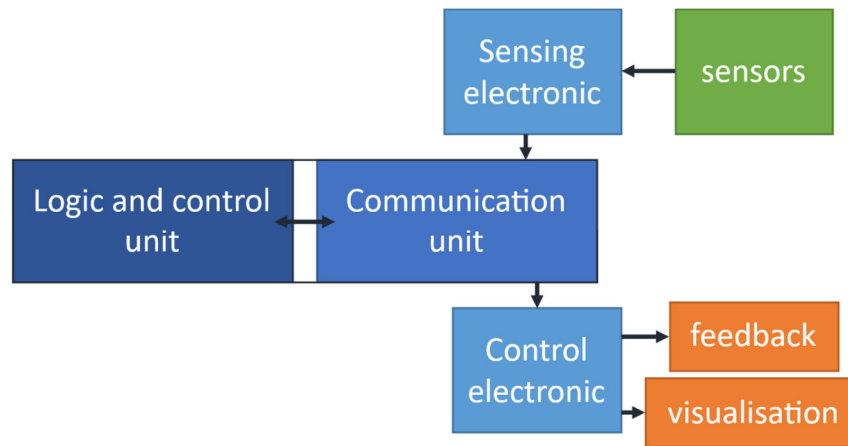 Sensing
electronic
sensors
Logic and control
unit
Communication
unit
Control
electronic
feedback
visualisation